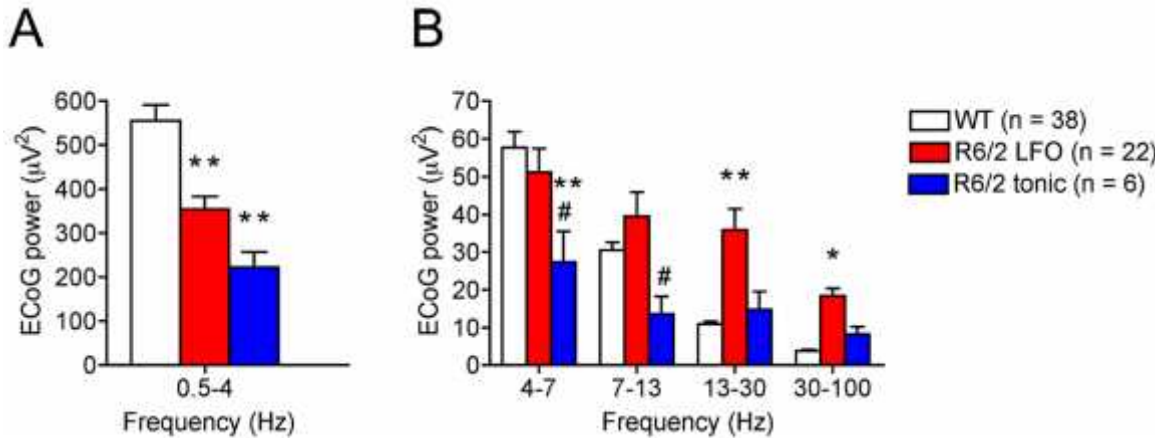 A
ECoG power (μV²)
600
500
400
300
200
100
0
**
**
0.5-4
Frequency (Hz)
B
ECoG power (μV²)
70
60
50
40
30
20
10
0
**
#
#
**
*
4-7 7-13 13-30 30-100
Frequency (Hz)
WT (n = 38)
R6/2 LFO (n = 22)
R6/2 tonic (n = 6)